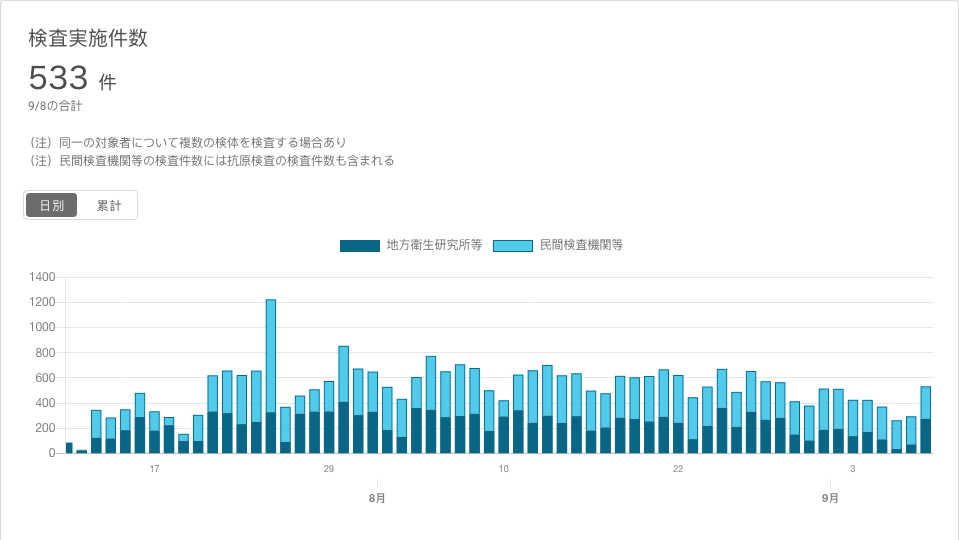 検査実施件数
533 件
9/8の合計
（注）同一の対象者について複数の検体を検査する場合あり
（注）民間検査機関等の検査件数には抗原検査の検査件数も含まれる
日別 累計
地方衛生研究所等 民間検査機関等
1400
1200
1000
800
600
400
200
0
17 29 10 22 3
8月 9月